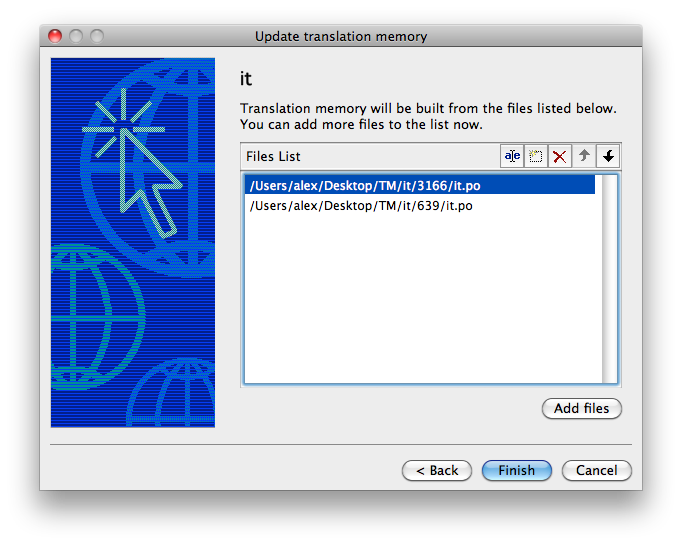 Update translation memory
it
Translation memory will be built from the files listed below.
You can add more files to the list now.
Files List
a|e
/Users/alex/Desktop/TM/it/3166/it.po
/Users/alex/Desktop/TM/it/639/it.po
Add files
< Back
Finish
Cancel